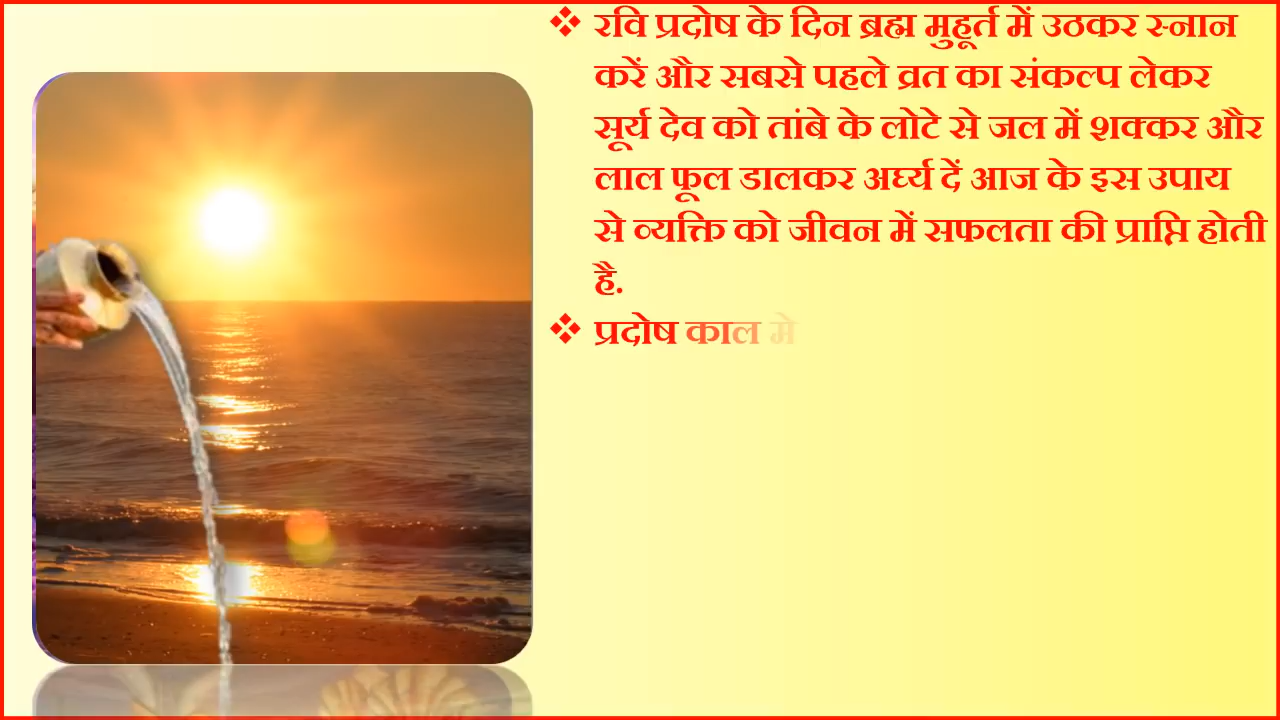 ❖ रवि प्रदोष के दिन ब्रह्म मुहूर्त में उठकर स्नान
करें और सबसे पहले व्रत का संकल्प लेकर
सूर्य देव को तांबे के लोटे से जल में शक्कर और
लाल फूल डालकर अर्घ्य दें आज के इस उपाय
से व्यक्ति को जीवन में सफलता की प्राप्ति होती
है.
❖ प्रदोष काल मे